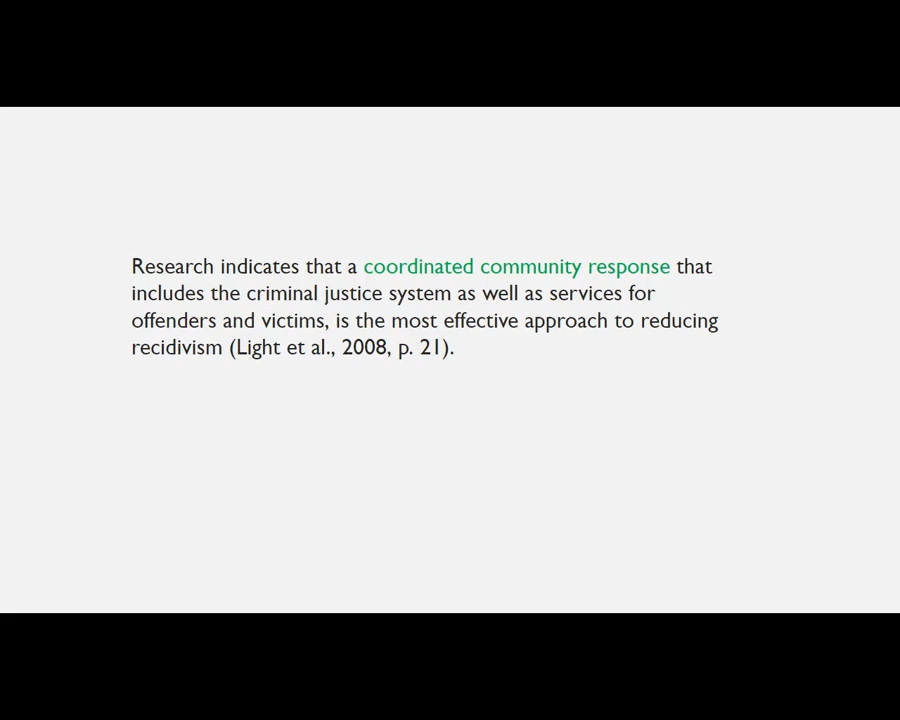 Research indicates that a coordinated community response that
includes the criminal justice system as well as services for
offenders and victims, is the most effective approach to reducing
recidivism (Light et al., 2008, p. 21).